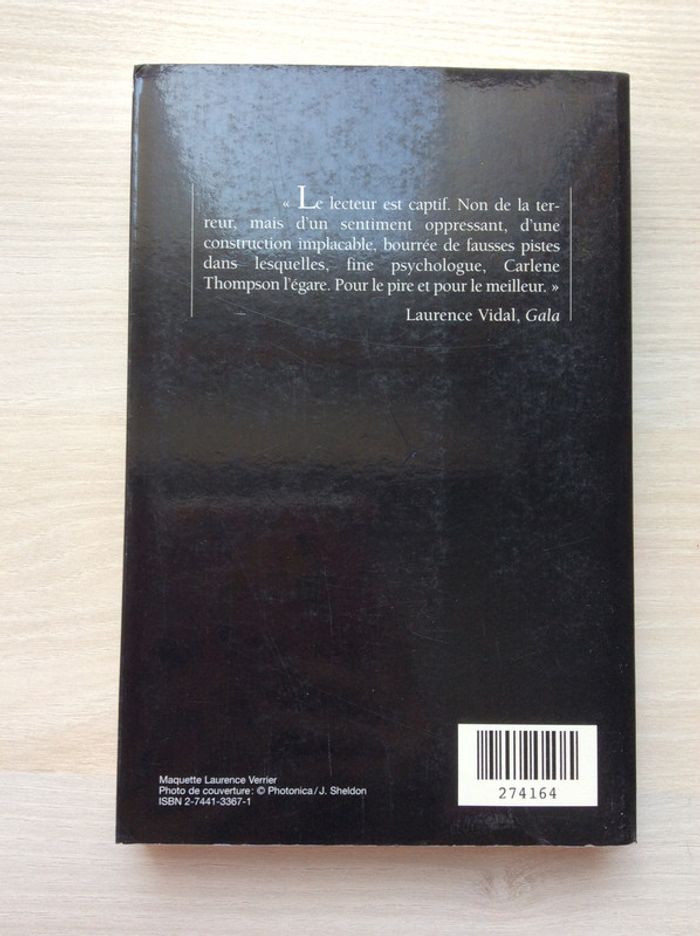 « Le lecteur est captif. Non de la ter-
reur, mais d'un sentiment oppressant, d'une
construction implacable, bourrée de fausses pistes
dans lesquelles, fine psychologue, Carlene
Thompson l'égare. Pour le pire et pour le meilleur. »
Laurence Vidal, Gala
Maquette Laurence Verrier
Photo de couverture : © Photonica / J. Sheldon
ISBN 2-7441-3367-1
274164